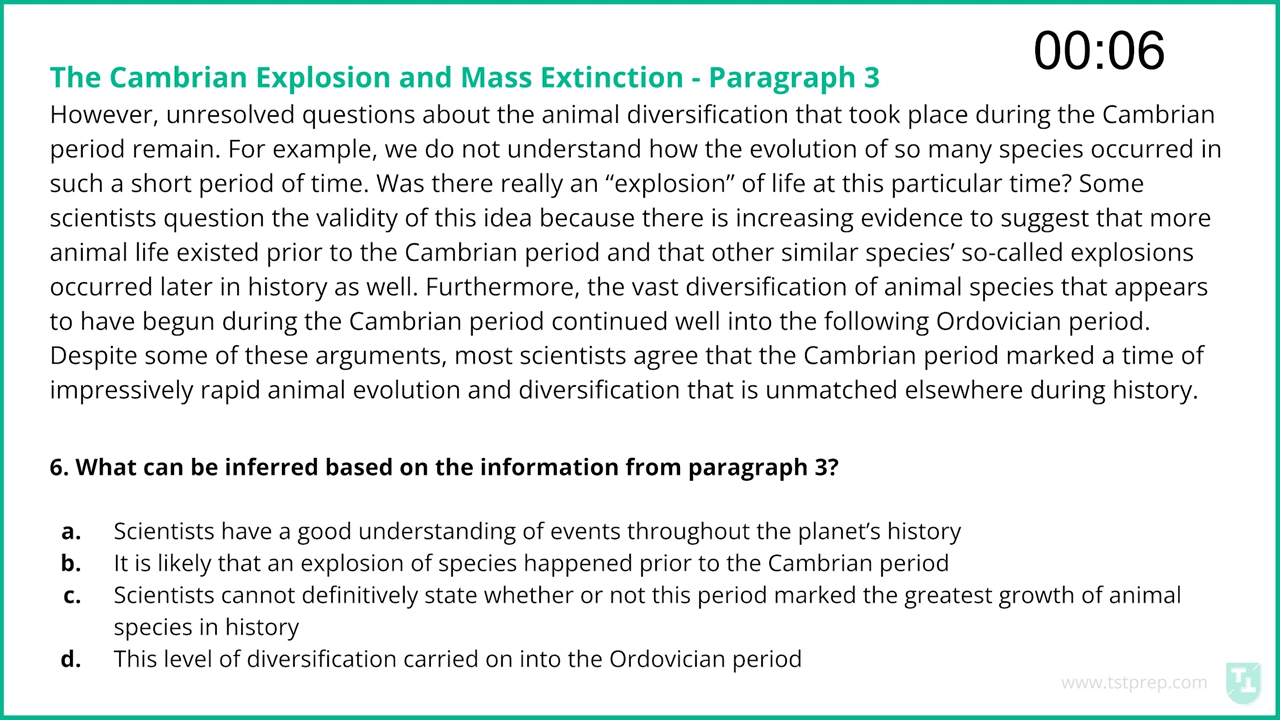 00:06
The Cambrian Explosion and Mass Extinction - Paragraph 3
However, unresolved questions about the animal diversification that took place during the Cambrian
period remain. For example, we do not understand how the evolution of so many species occurred in
such a short period of time. Was there really an “explosion” of life at this particular time? Some
scientists question the validity of this idea because there is increasing evidence to suggest that more
animal life existed prior to the Cambrian period and that other similar species’ so-called explosions
occurred later in history as well. Furthermore, the vast diversification of animal species that appears
to have begun during the Cambrian period continued well into the following Ordovician period.
Despite some of these arguments, most scientists agree that the Cambrian period marked a time of
impressively rapid animal evolution and diversification that is unmatched elsewhere during history.
6. What can be inferred based on the information from paragraph 3?
a. Scientists have a good understanding of events throughout the planet’s history
b. It is likely that an explosion of species happened prior to the Cambrian period
c. Scientists cannot definitively state whether or not this period marked the greatest growth of animal
species in history
d. This level of diversification carried on into the Ordovician period
www.tstprep.com